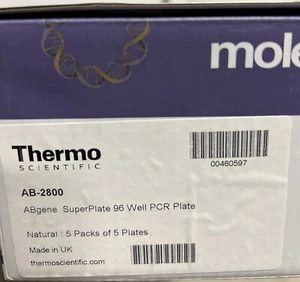 mole
Thermo
SCIENTIFIC
00460597
AB-2800
ABgene SuperPlate 96 Well PCR Plate
Natural : 5 Packs of 5 Plates
Made in UK
thermoscientific.com